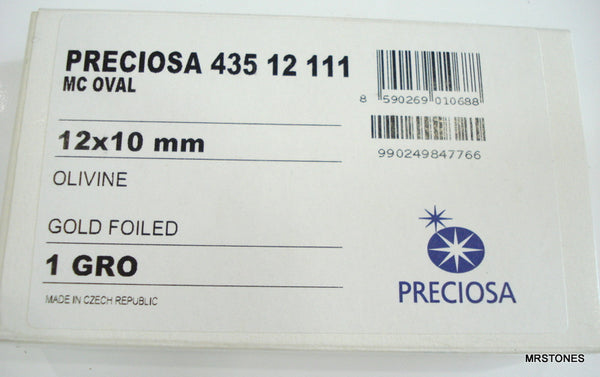 PRECIOSA 435 12 111
MC OVAL
8 590269 010688
12x10 mm
990249847766
OLIVINE
GOLD FOILED
1 GRO
PRECIOSA
MADE IN CZECH REPUBLIC
MRSTONES